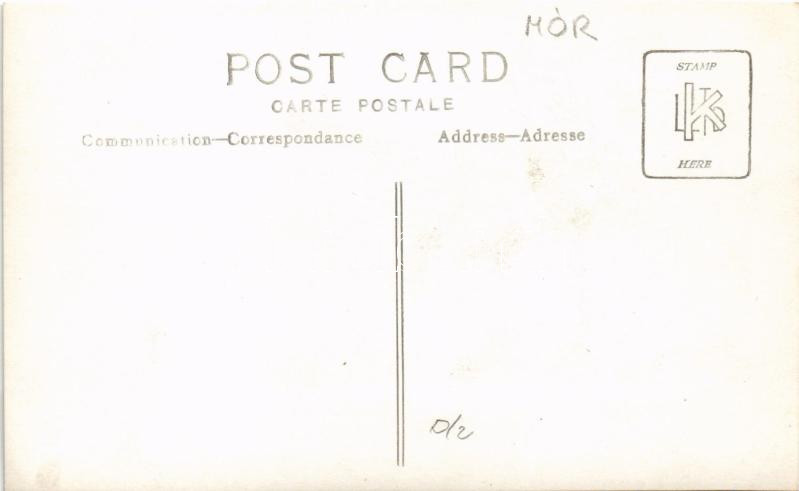 MÒR
POST CARD
CARTE POSTALE
Communication—Correspondance
Address—Adresse
STAMP
HERE
D/2